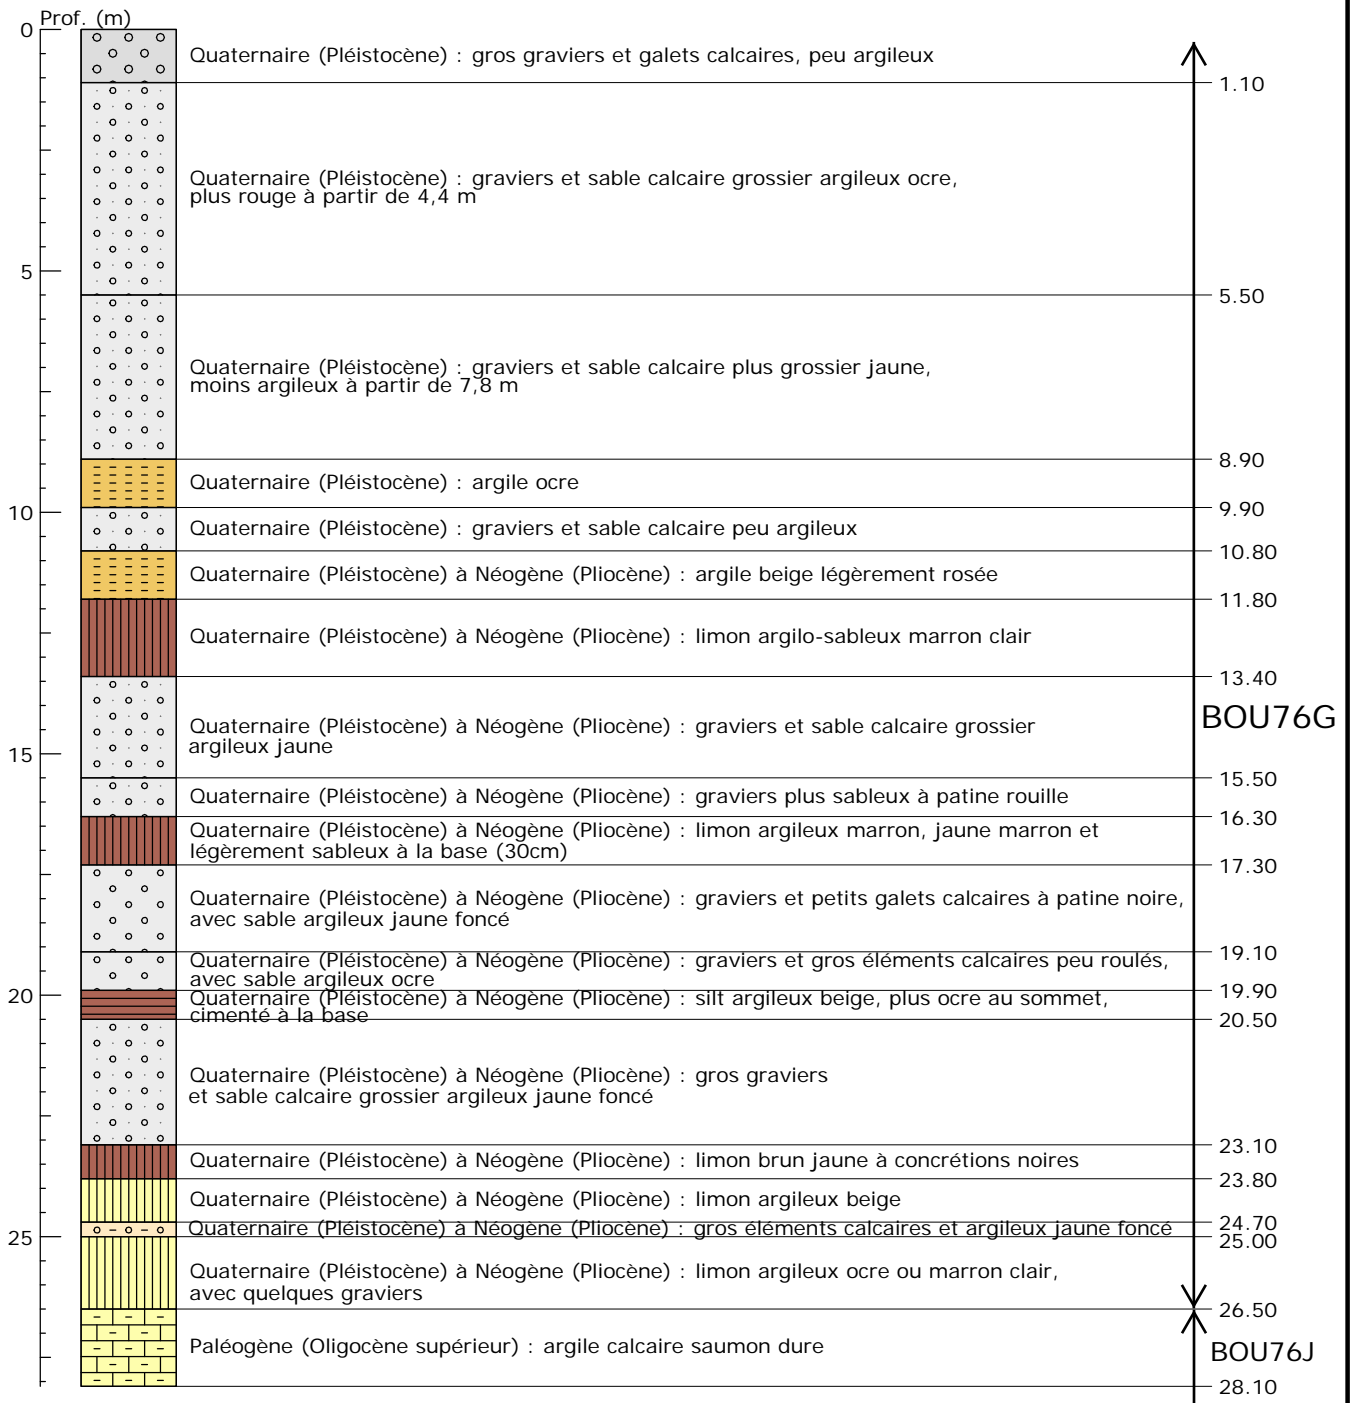 Prof. (m)
0
Quaternaire (Pléistocène) : gros graviers et galets calcaires, peu argileux
1.10
Quaternaire (Pléistocène) : graviers et sable calcaire grossier argileux ocre,
plus rouge à partir de 4,4 m
5
5.50
Quaternaire (Pléistocène) : graviers et sable calcaire plus grossier jaune,
moins argileux à partir de 7,8 m
8.90
Quaternaire (Pléistocène) : argile ocre
9.90
10
Quaternaire (Pléistocène) : graviers et sable calcaire peu argileux
10.80
Quaternaire (Pléistocène) à Néogène (Pliocène) : argile beige légèrement rosée
11.80
Quaternaire (Pléistocène) à Néogène (Pliocène) : limon argilo-sableux marron clair
13.40
BOU76G
Quaternaire (Pléistocène) à Néogène (Pliocène) : graviers et sable calcaire grossier
argileux jaune
15
15.50
Quaternaire (Pléistocène) à Néogène (Pliocène) : graviers plus sableux à patine rouille
16.30
Quaternaire (Pléistocène) à Néogène (Pliocène) : limon argileux marron, jaune marron et
légèrement sableux à la base (30cm)
17.30
Quaternaire (Pléistocène) à Néogène (Pliocène) : graviers et petits galets calcaires à patine noire,
avec sable argileux jaune foncé
19.10
Quaternaire (Pléistocène) à Néogène (Pliocène) : graviers et gros éléments calcaires peu roulés,
avec sable argileux ocre
19.90
20
Quaternaire (Pléistocène) à Néogène (Pliocène) : silt argileux beige, plus ocre au sommet,
cimenté à la base
20.50
Quaternaire (Pléistocène) à Néogène (Pliocène) : gros graviers
et sable calcaire grossier argileux jaune foncé
23.10
Quaternaire (Pléistocène) à Néogène (Pliocène) : limon brun jaune à concrétions noires
23.80
Quaternaire (Pléistocène) à Néogène (Pliocène) : limon argileux beige
24.70
Quaternaire (Pléistocène) à Néogène (Pliocène) : gros éléments calcaires et argileux jaune foncé
25
25.00
Quaternaire (Pléistocène) à Néogène (Pliocène) : limon argileux ocre ou marron clair,
avec quelques graviers
26.50
Paléogène (Oligocène supérieur) : argile calcaire saumon dure
BOU76J
28.10